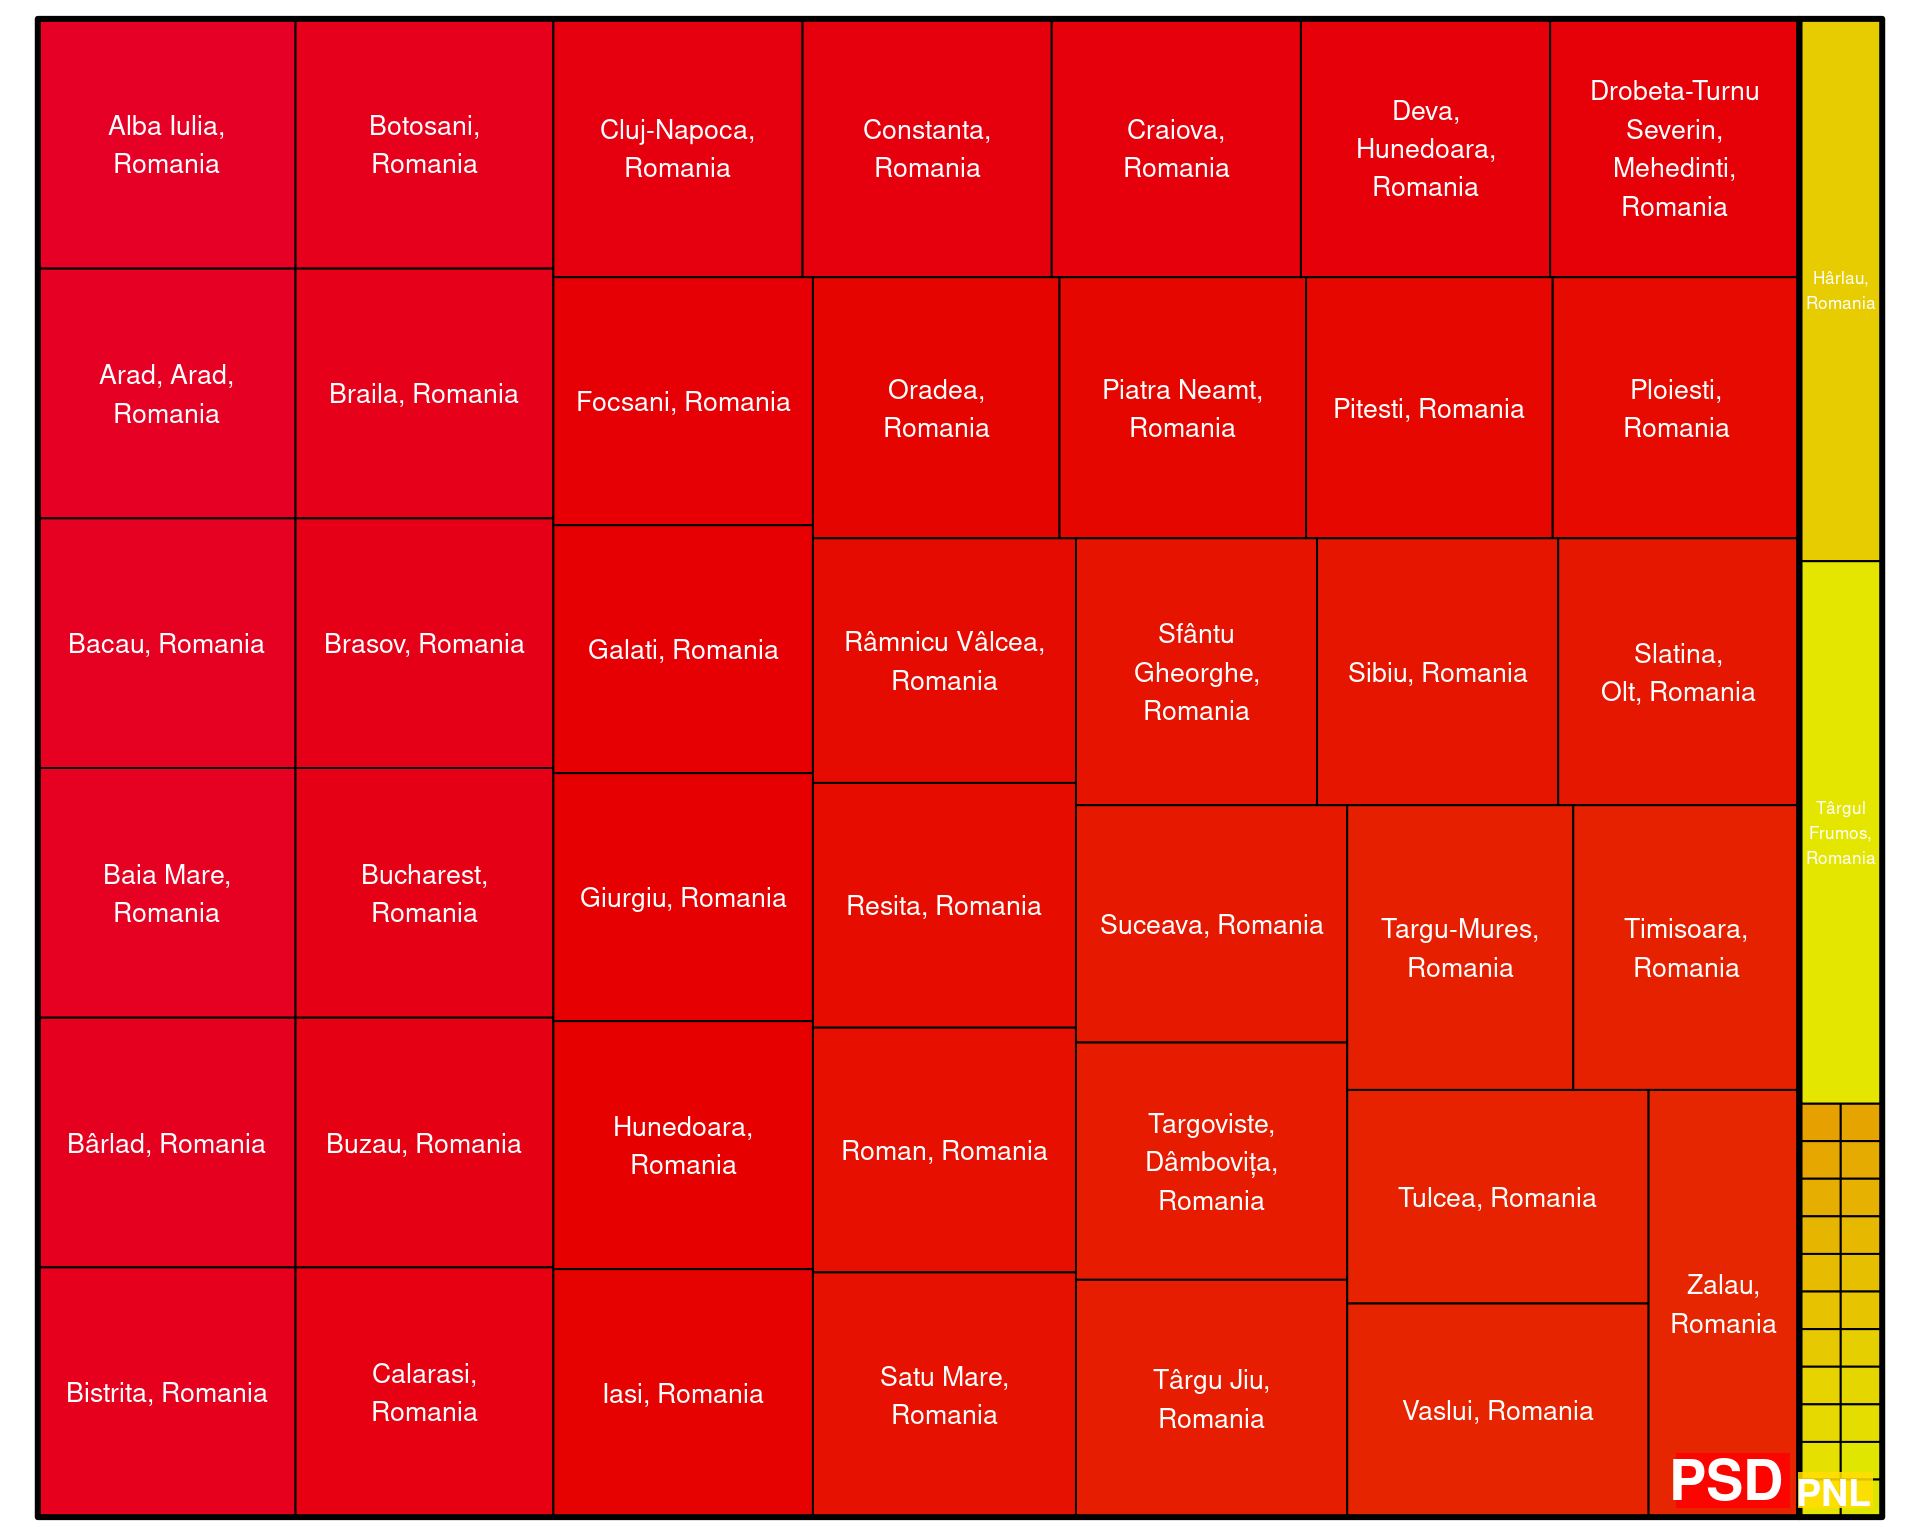 Alba Iulia,
Romania
Botosani,
Romania
Cluj-Napoca,
Romania
Constanta,
Romania
Craiova,
Romania
Deva,
Hunedoara,
Romania
Drobeta-Turnu
Severin,
Mehedinti,
Romania
Hârlau,
Romania
Arad, Arad,
Romania
Braila, Romania
Focsani, Romania
Oradea,
Romania
Piatra Neamt,
Romania
Pitesti, Romania
Ploiesti,
Romania
Bacau, Romania
Brasov, Romania
Galati, Romania
Râmnicu Vâlcea,
Romania
Sfântu
Gheorghe,
Romania
Sibiu, Romania
Slatina,
Olt, Romania
Târgul
Frumos,
Romania
Baia Mare,
Romania
Bucharest,
Romania
Giurgiu, Romania
Resita, Romania
Suceava, Romania
Targu-Mures,
Romania
Timisoara,
Romania
Bârlad, Romania
Buzau, Romania
Hunedoara,
Romania
Roman, Romania
Targoviste,
Dâmbovița,
Romania
Tulcea, Romania
Zalau,
Romania
Bistrita, Romania
Calarasi,
Romania
Iasi, Romania
Satu Mare,
Romania
Târgu Jiu,
Romania
Vaslui, Romania
PSD
PNL